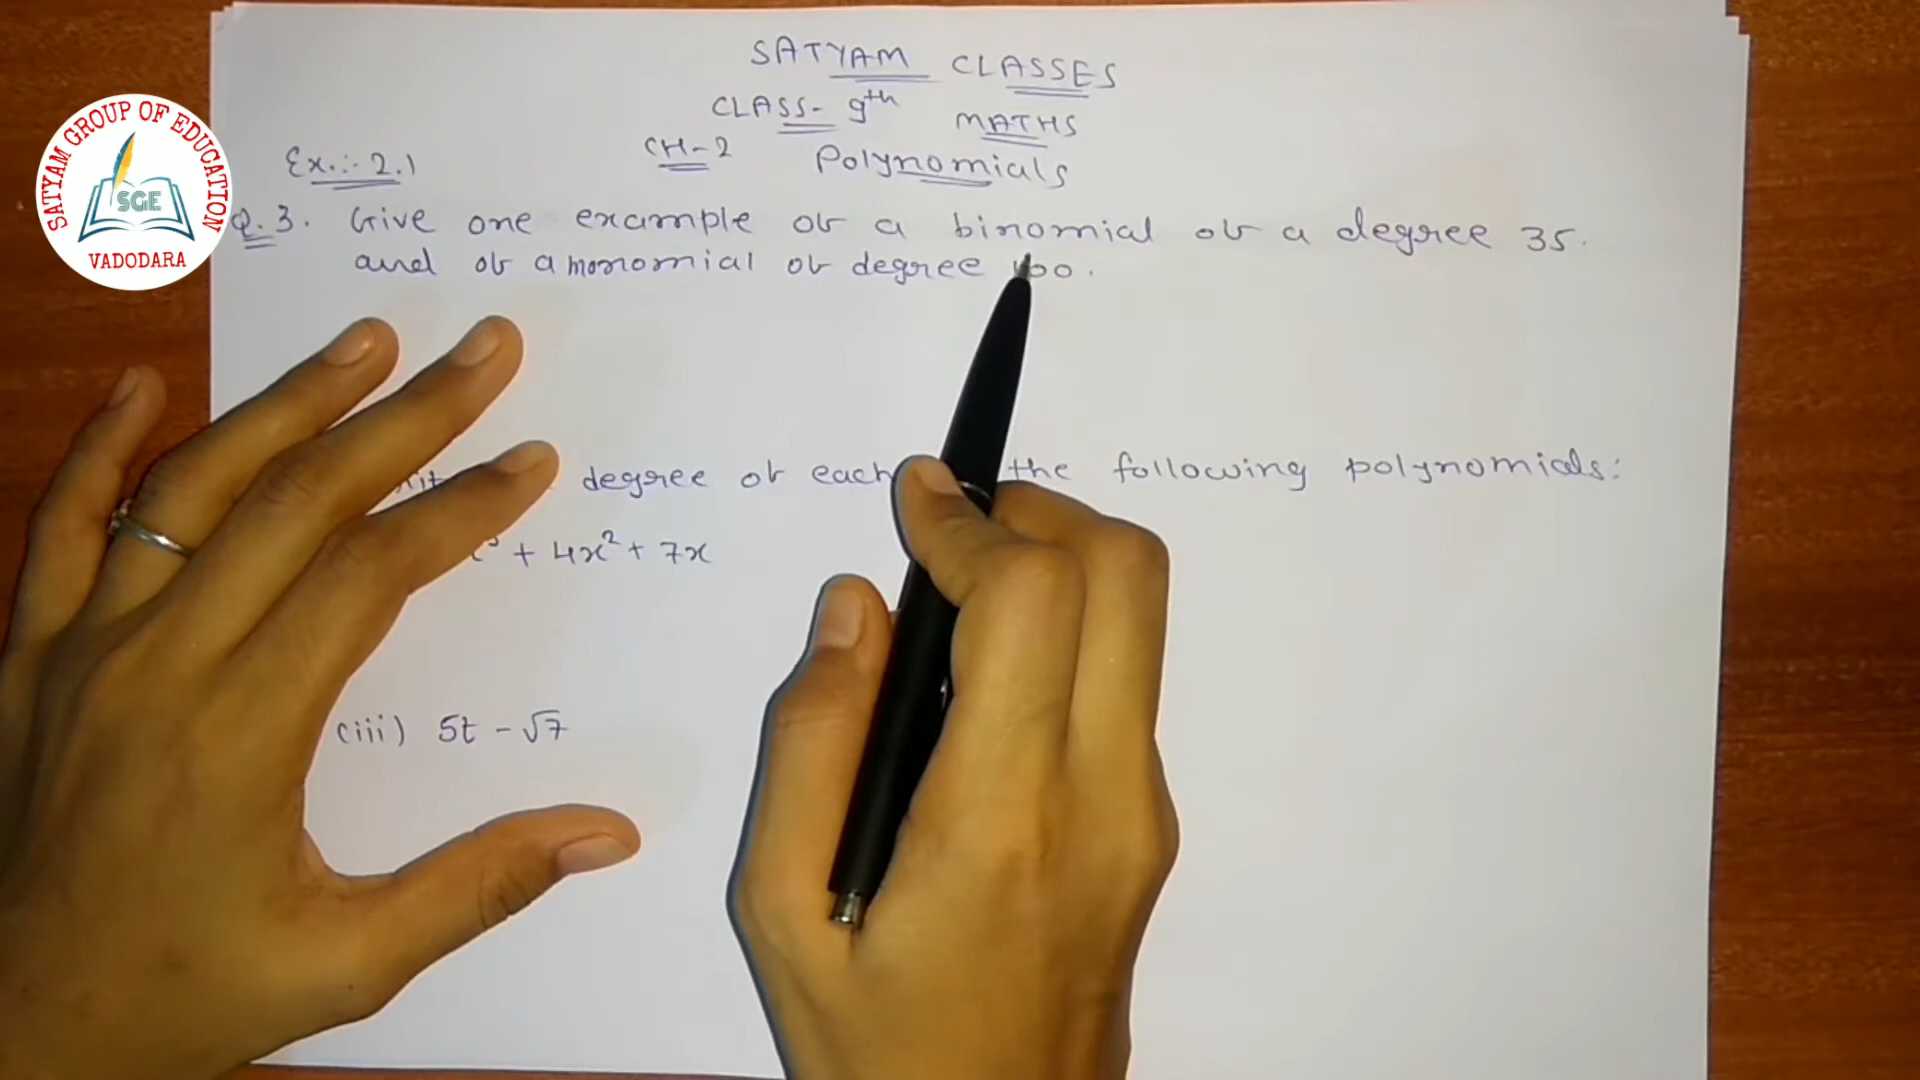 SATYAM CLASSES
CLASS- 9th MATHS
CH-2 Polynomials
Ex.:- 2.1
SATYAM GROUP OF EDUCATION
SGE
VADODARA
Q.3. Give one example of a binomial of a degree 35.
and of a monomial of degree 100.
degree of each the following polynomials:
+ 4x² + 7x
(iii) 5t - √7